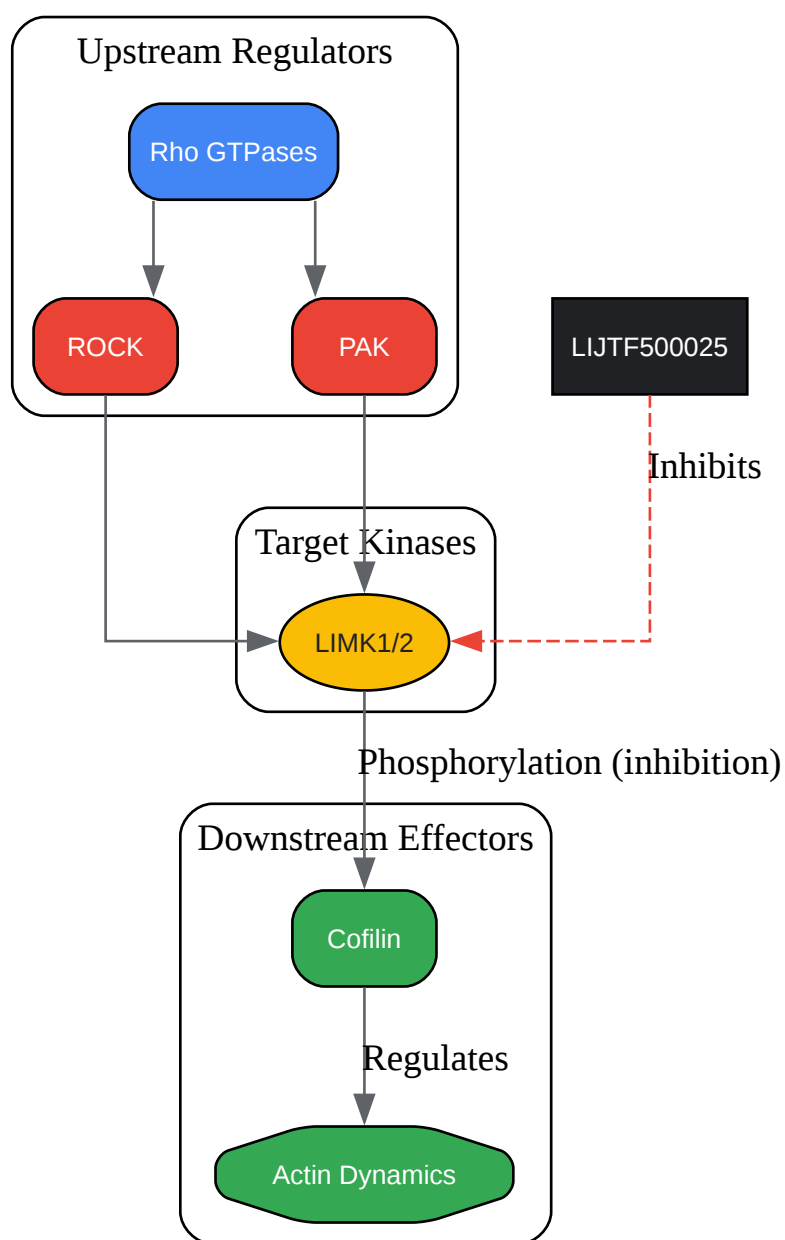 Upstream Regulators
Rho GTPases
ROCK
PAK
LIJTF500025
Inhibits
Target Kinases
LIMK1/2
Phosphorylation (inhibition)
Downstream Effectors
Cofilin
Regulates
Actin Dynamics